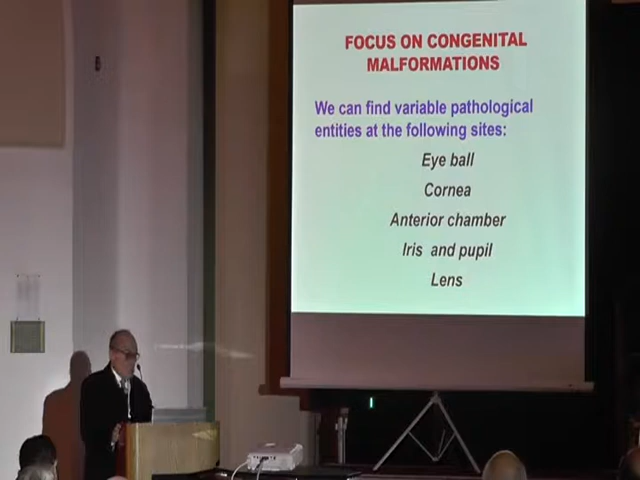 FOCUS ON CONGENITAL
MALFORMATIONS
We can find variable pathological
entities at the following sites:
Eye ball
Cornea
Anterior chamber
Iris and pupil
Lens